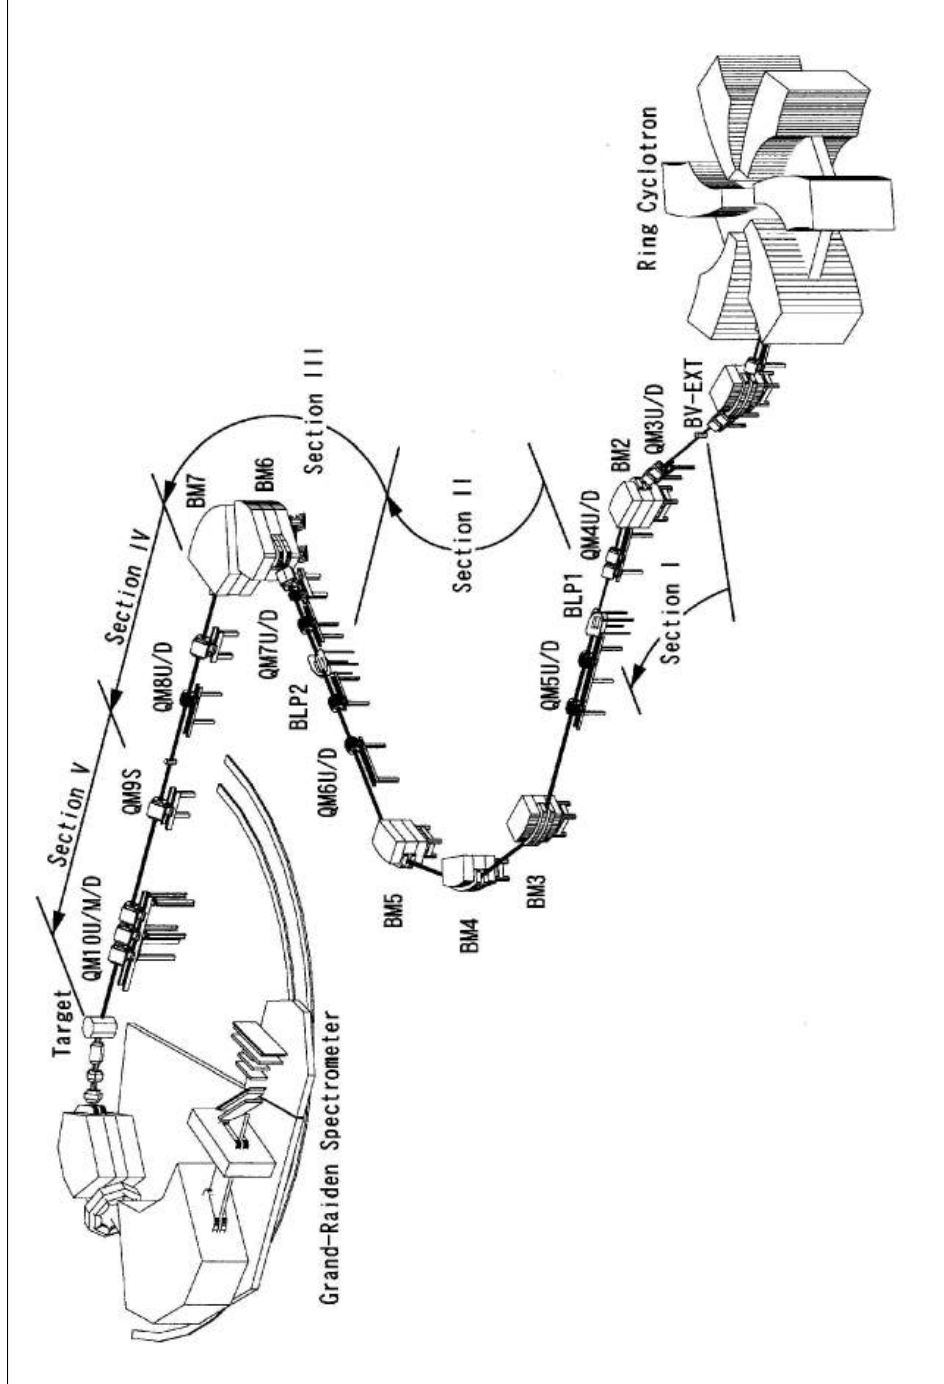 Ring Cyclotron
BV-EXT
QM3U/D
BM2
QM4U/D
BLP1
QM5U/D
Section I
Section II
Section III
BM3
BM4
BM5
QM6U/D
BLP2
QM7U/D
BM6
BM7
Section IV
QM8U/D
QM9S
Section V
QM10U/M/D
Target
Grand-Raiden Spectrometer